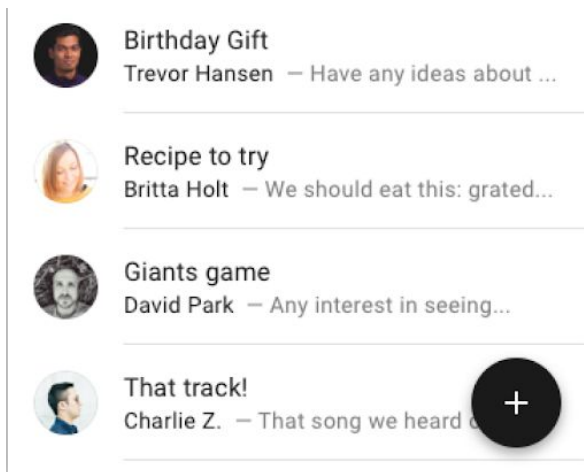 Birthday Gift
Trevor Hansen — Have any ideas about ...
Recipe to try
Britta Holt — We should eat this: grated...
Giants game
David Park — Any interest in seeing...
That track!
Charlie Z. — That song we heard